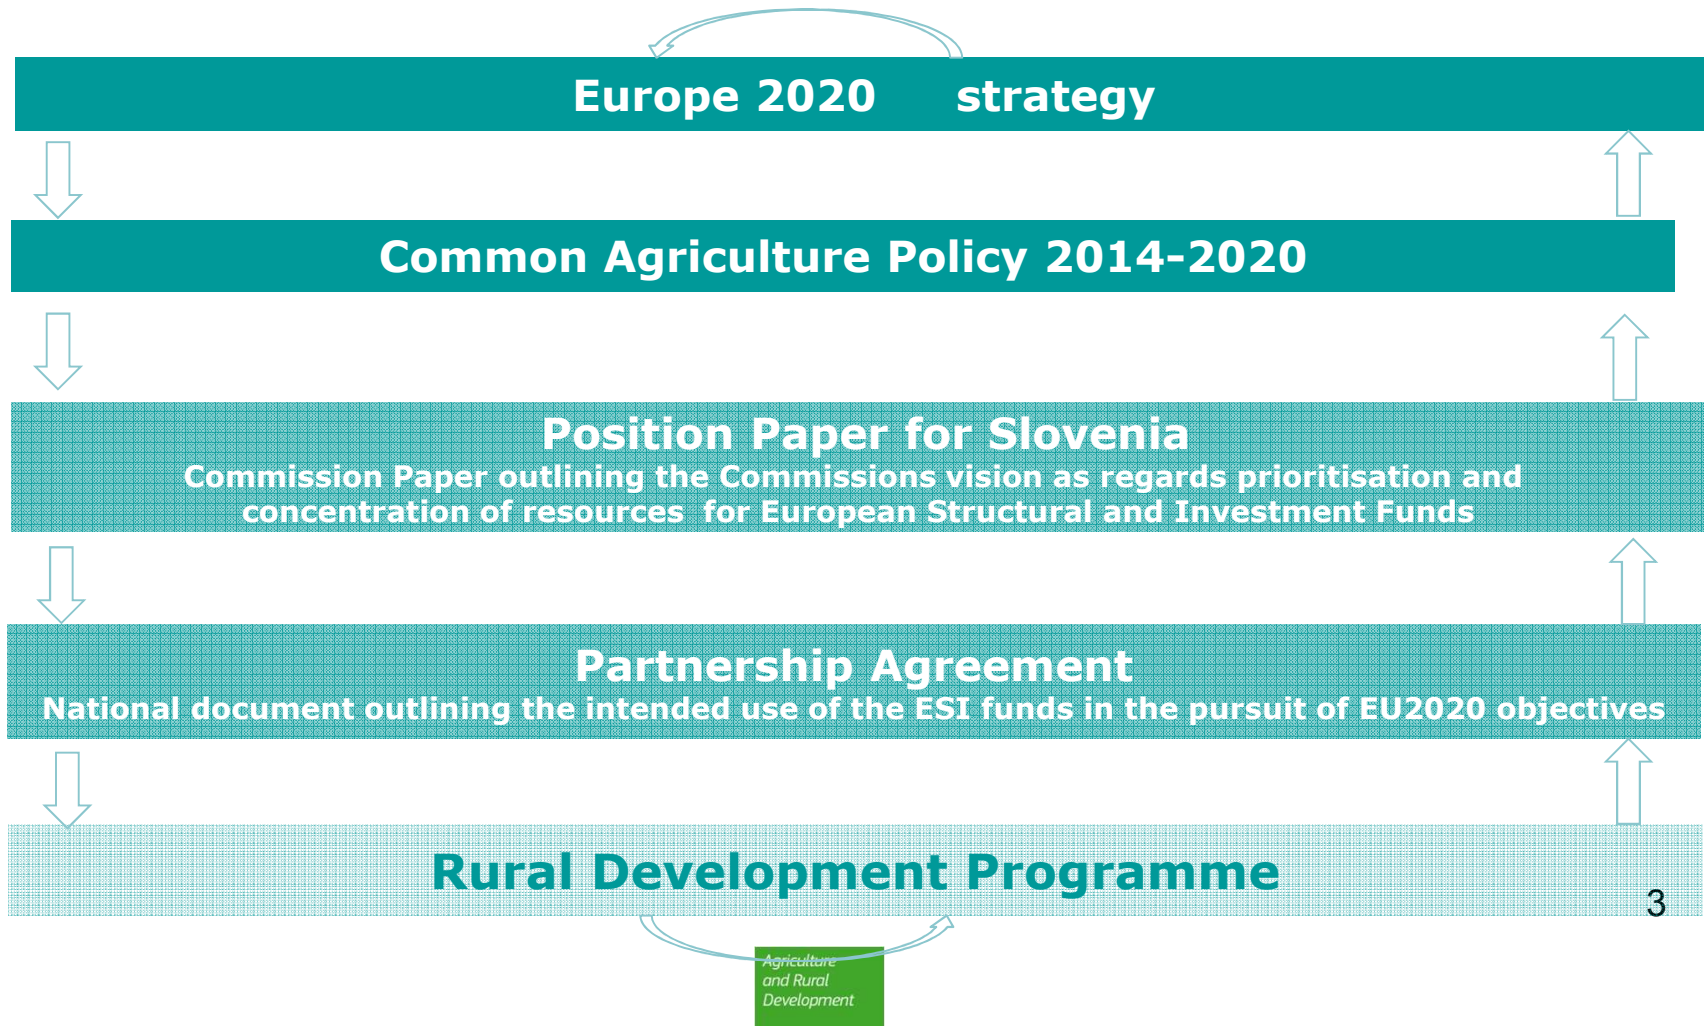 Europe 2020 strategy
Common Agriculture Policy 2014-2020
Position Paper for Slovenia
Commission Paper outlining the Commissions vision as regards prioritisation and
concentration of resources for European Structural and Investment Funds
Partnership Agreement
National document outlining the intended use of the ESI funds in the pursuit of EU2020 objectives
Rural Development Programme
3
Agriculture
and Rural
Development